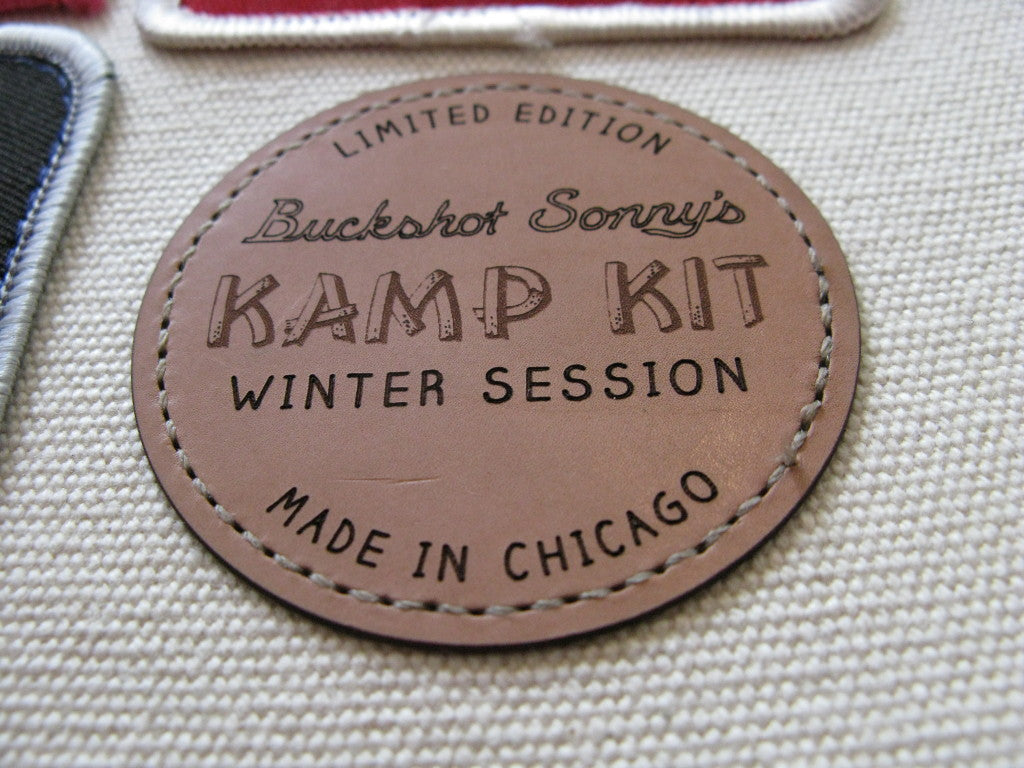 LIMITED EDITION
Buckshot Sonny's
KAMP KIT
WINTER SESSION
MADE IN CHICAGO